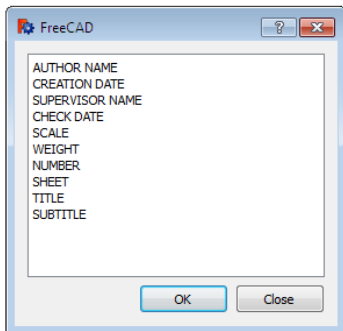 FreeCAD
?
AUTHOR NAME
CREATION DATE
SUPERVISOR NAME
CHECK DATE
SCALE
WEIGHT
NUMBER
SHEET
TITLE
SUBTITLE
OK
Close